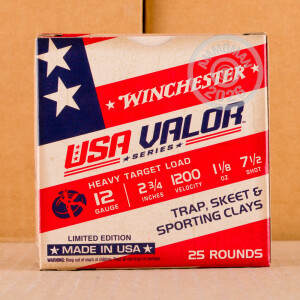 WINCHESTER
USA VALOR
SERIES
HEAVY TARGET LOAD
12 GAUGE
2 3/4 INCHES
1200 VELOCITY
1 1/8 OZ
7 1/2 SHOT
TRAP, SKEET &
SPORTING CLAYS
LIMITED EDITION
MADE IN USA
25 ROUNDS